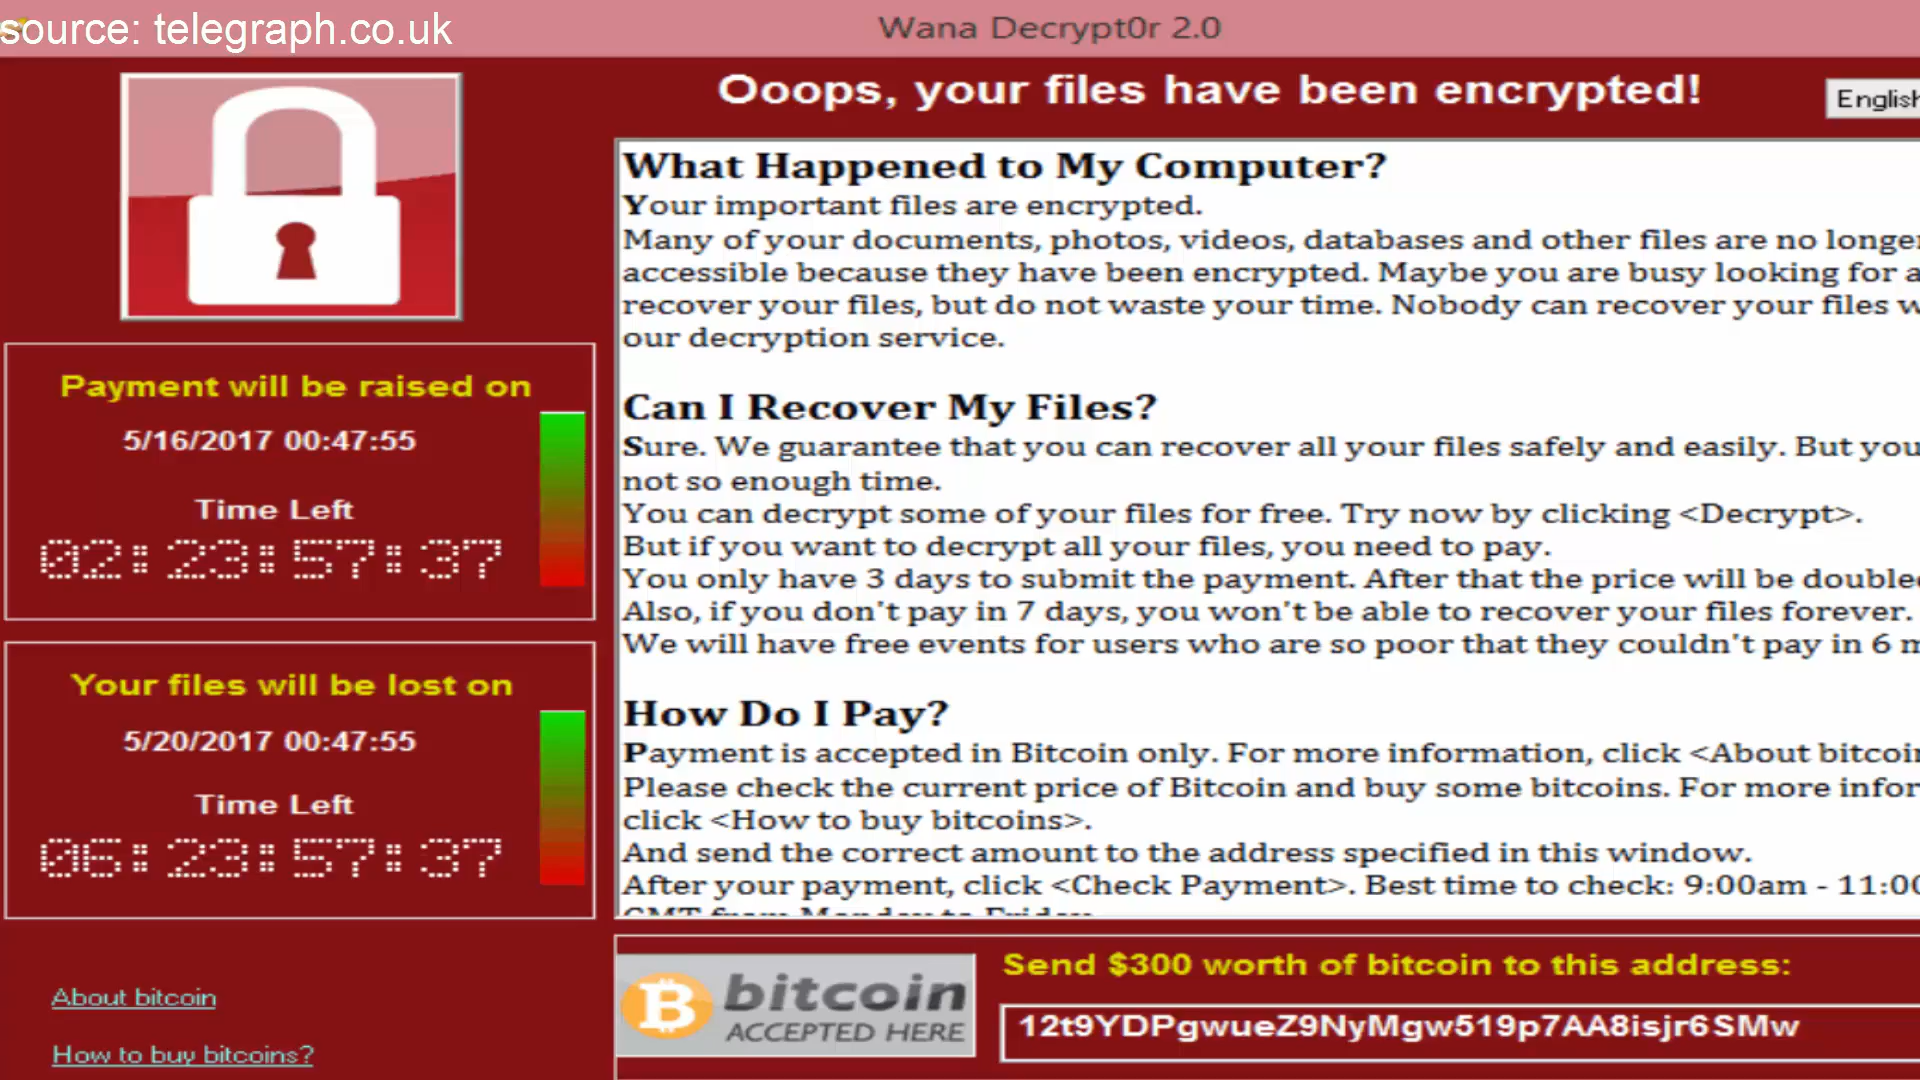 source: telegraph.co.uk
Wana Decrypt0r 2.0
Ooops, your files have been encrypted!
English
What Happened to My Computer?
Your important files are encrypted.
Many of your documents, photos, videos, databases and other files are no longer
accessible because they have been encrypted. Maybe you are busy looking for a
recover your files, but do not waste your time. Nobody can recover your files w
our decryption service.
Can I Recover My Files?
Sure. We guarantee that you can recover all your files safely and easily. But you
not so enough time.
You can decrypt some of your files for free. Try now by clicking <Decrypt>.
But if you want to decrypt all your files, you need to pay.
You only have 3 days to submit the payment. After that the price will be doubled
Also, if you don't pay in 7 days, you won't be able to recover your files forever.
We will have free events for users who are so poor that they couldn't pay in 6 m
How Do I Pay?
Payment is accepted in Bitcoin only. For more information, click <About bitcoin
Please check the current price of Bitcoin and buy some bitcoins. For more infor
click <How to buy bitcoins>.
And send the correct amount to the address specified in this window.
After your payment, click <Check Payment>. Best time to check: 9:00am - 11:00
GMT from Monday to Friday.
Payment will be raised on
5/16/2017 00:47:55
Time Left
02:23:57:37
Your files will be lost on
5/20/2017 00:47:55
Time Left
06:23:57:37
About bitcoin
How to buy bitcoins?
bitcoin
ACCEPTED HERE
Send $300 worth of bitcoin to this address:
12t9YDPgwueZ9NyMgw519p7AA8isjr6SMw